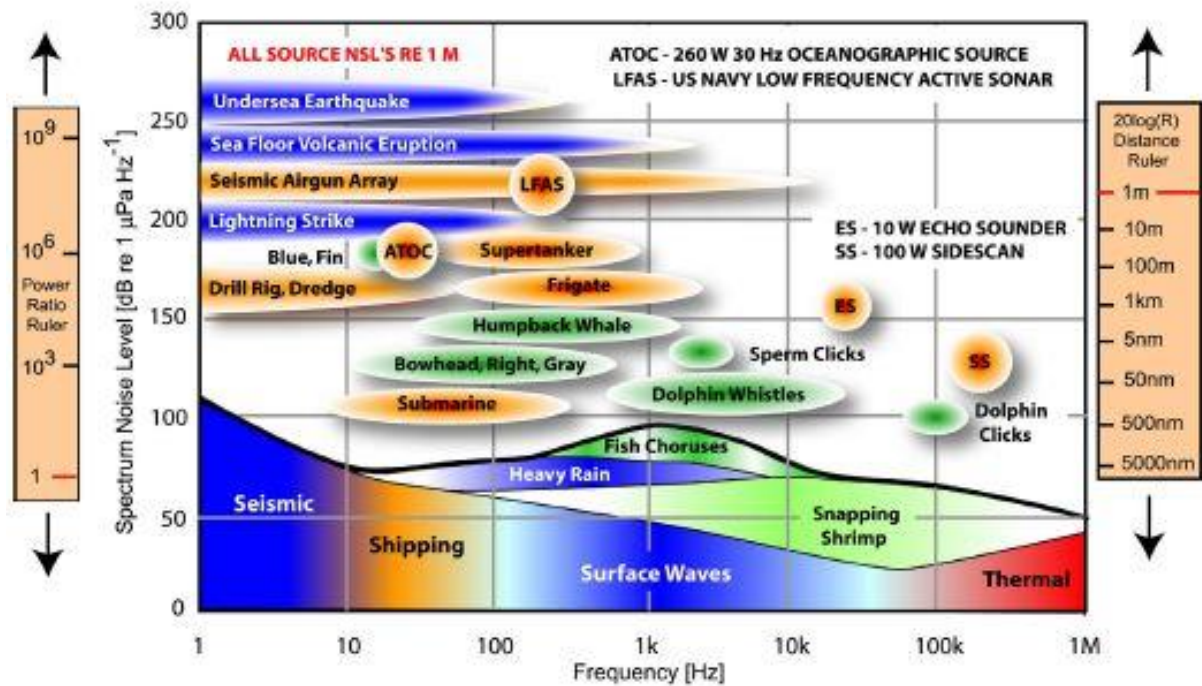 300
250
200
150
100
50
0
Spectrum Noise Level [dB re 1 µPa Hz⁻¹]
10⁹
10⁶
Power
Ratio
Ruler
10³
1
ALL SOURCE NSL'S RE 1 M
ATOC - 260 W 30 Hz OCEANOGRAPHIC SOURCE
LFAS - US NAVY LOW FREQUENCY ACTIVE SONAR
Undersea Earthquake
Sea Floor Volcanic Eruption
Seismic Airgun Array
LFAS
Lightning Strike
ES - 10 W ECHO SOUNDER
SS - 100 W SIDESCAN
Blue, Fin
ATOC
Supertanker
Drill Rig, Dredge
Frigate
ES
Humpback Whale
Sperm Clicks
Bowhead, Right, Gray
SS
Dolphin Whistles
Submarine
Dolphin
Clicks
Fish Choruses
Heavy Rain
Seismic
Snapping
Shrimp
Shipping
Surface Waves
Thermal
1 10 100 1k 10k 100k 1M
Frequency [Hz]
20log(R)
Distance
Ruler
1m
10m
100m
1km
5nm
50nm
500nm
5000nm